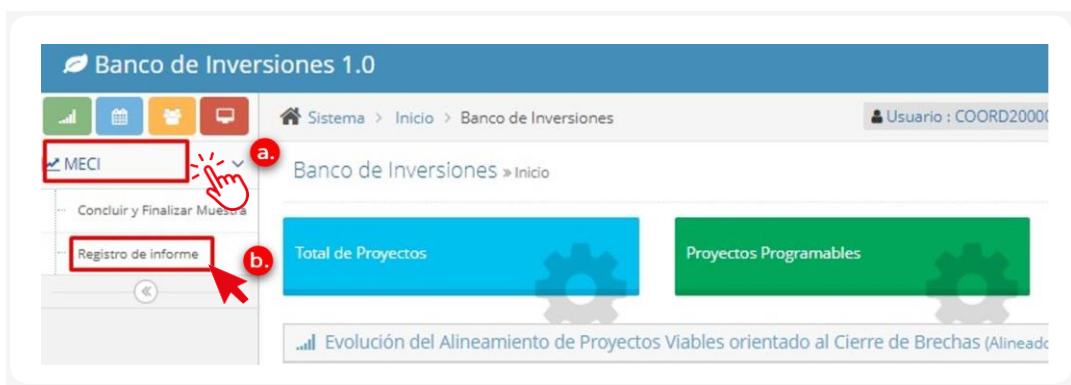 Banco de Inversiones 1.0
Sistema > Inicio > Banco de Inversiones
Usuario : COORD20000
MECI
a.
Banco de Inversiones » Inicio
Concluir y Finalizar Muestra
Registro de informe
b.
Total de Proyectos
Proyectos Programables
Evolución del Alineamiento de Proyectos Viables orientado al Cierre de Brechas (Alineado